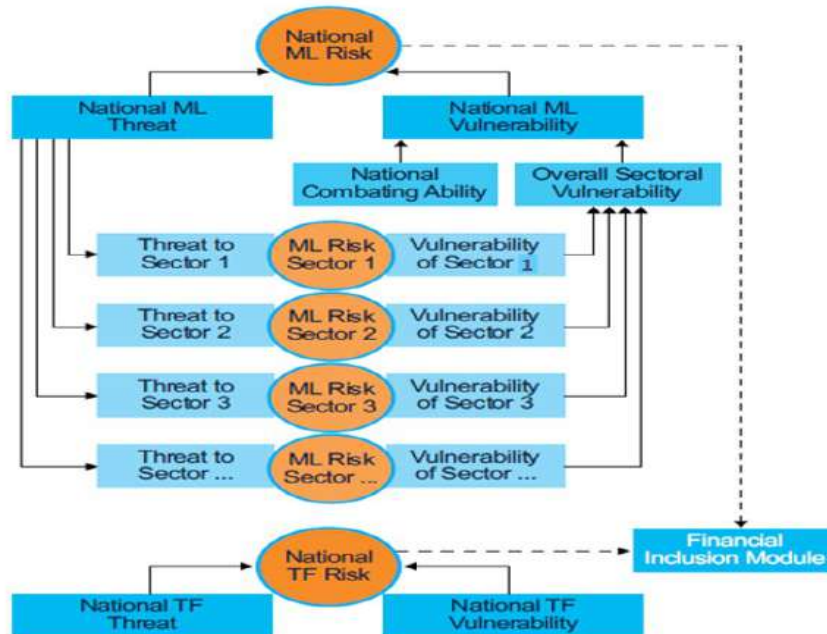 National
ML Risk
National ML
Threat
National ML
Vulnerability
National
Combating Ability
Overall Sectoral
Vulnerability
Threat to
Sector 1
ML Risk
Sector 1
Vulnerability
of Sector 1
Threat to
Sector 2
ML Risk
Sector 2
Vulnerability
of Sector 2
Threat to
Sector 3
ML Risk
Sector 3
Vulnerability
of Sector 3
Threat to
Sector ...
ML Risk
Sector ...
Vulnerability
of Sector ...
Financial
Inclusion Module
National
TF Risk
National TF
Threat
National TF
Vulnerability